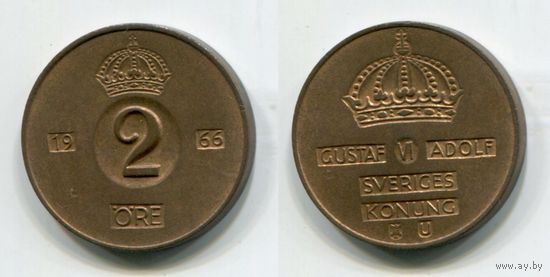 19 2 66
ÖRE
GUSTAF VI ADOLF
SVERIGES
KONUNG
U
www.ay.by